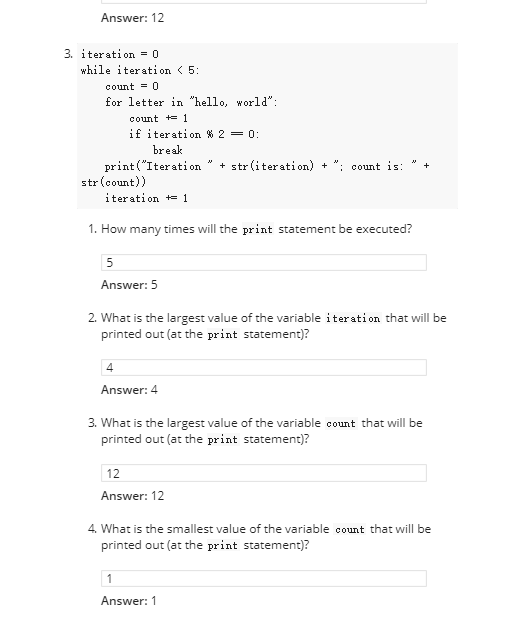 Answer: 12
3. iteration = 0
while iteration < 5:
    count = 0
    for letter in "hello, world":
        count += 1
        if iteration % 2 == 0:
            break
    print("Iteration " + str(iteration) + "; count is: " +
str(count))
    iteration += 1
1. How many times will the print statement be executed?
5
Answer: 5
2. What is the largest value of the variable iteration that will be
printed out (at the print statement)?
4
Answer: 4
3. What is the largest value of the variable count that will be
printed out (at the print statement)?
12
Answer: 12
4. What is the smallest value of the variable count that will be
printed out (at the print statement)?
1
Answer: 1